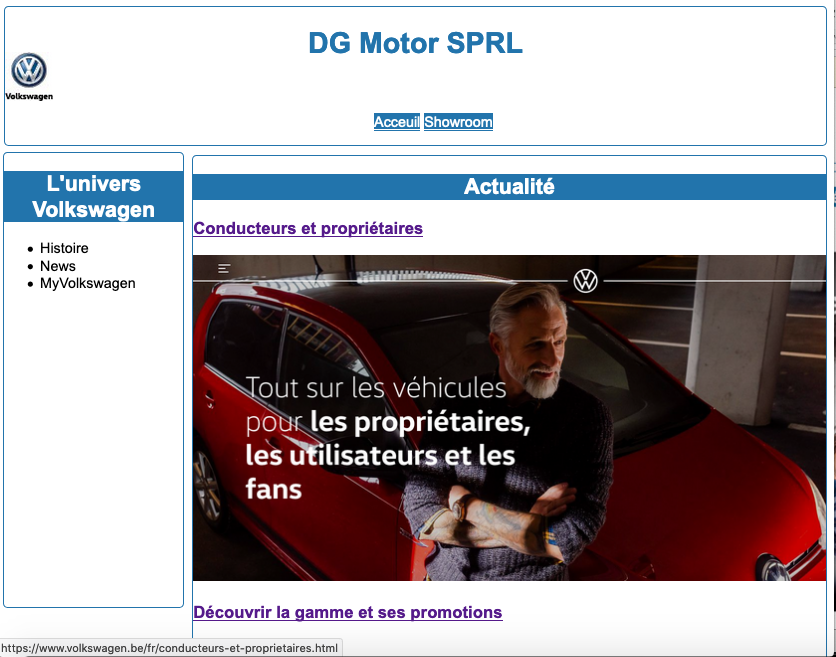 DG Motor SPRL
Volkswagen
Acceuil Showroom
L'univers
Volkswagen
Histoire
News
MyVolkswagen
Actualité
Conducteurs et propriétaires
Tout sur les véhicules
pour les propriétaires,
les utilisateurs et les
fans
Découvrir la gamme et ses promotions
https://www.volkswagen.be/fr/conducteurs-et-proprietaires.html